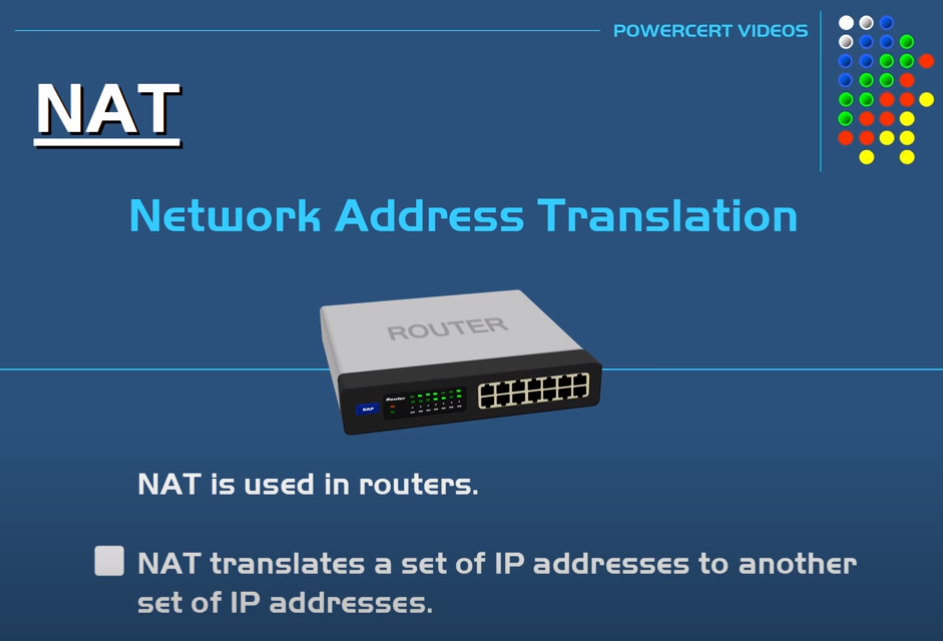 POWERCERT VIDEOS
NAT
Network Address Translation
ROUTER
Router
NAT is used in routers.
NAT translates a set of IP addresses to another
set of IP addresses.